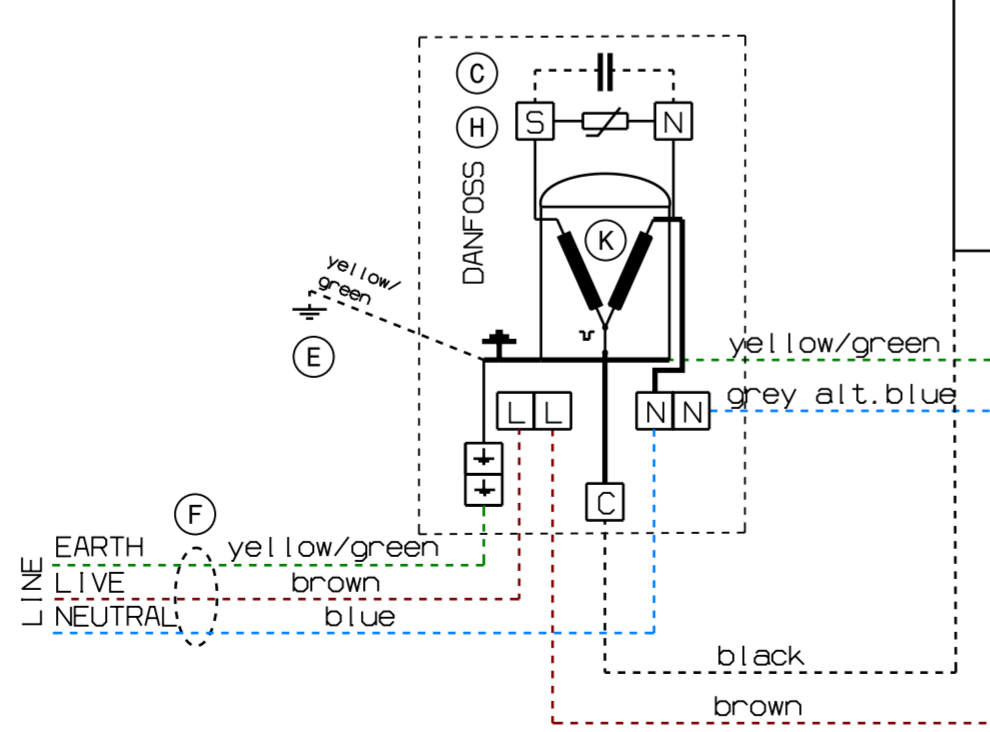 C
H
S
N
DANFOSS
K
yellow/
green
E
yellow/green
grey alt.blue
L L
N N
C
F
LINE
EARTH
yellow/green
LIVE
brown
NEUTRAL
blue
black
brown